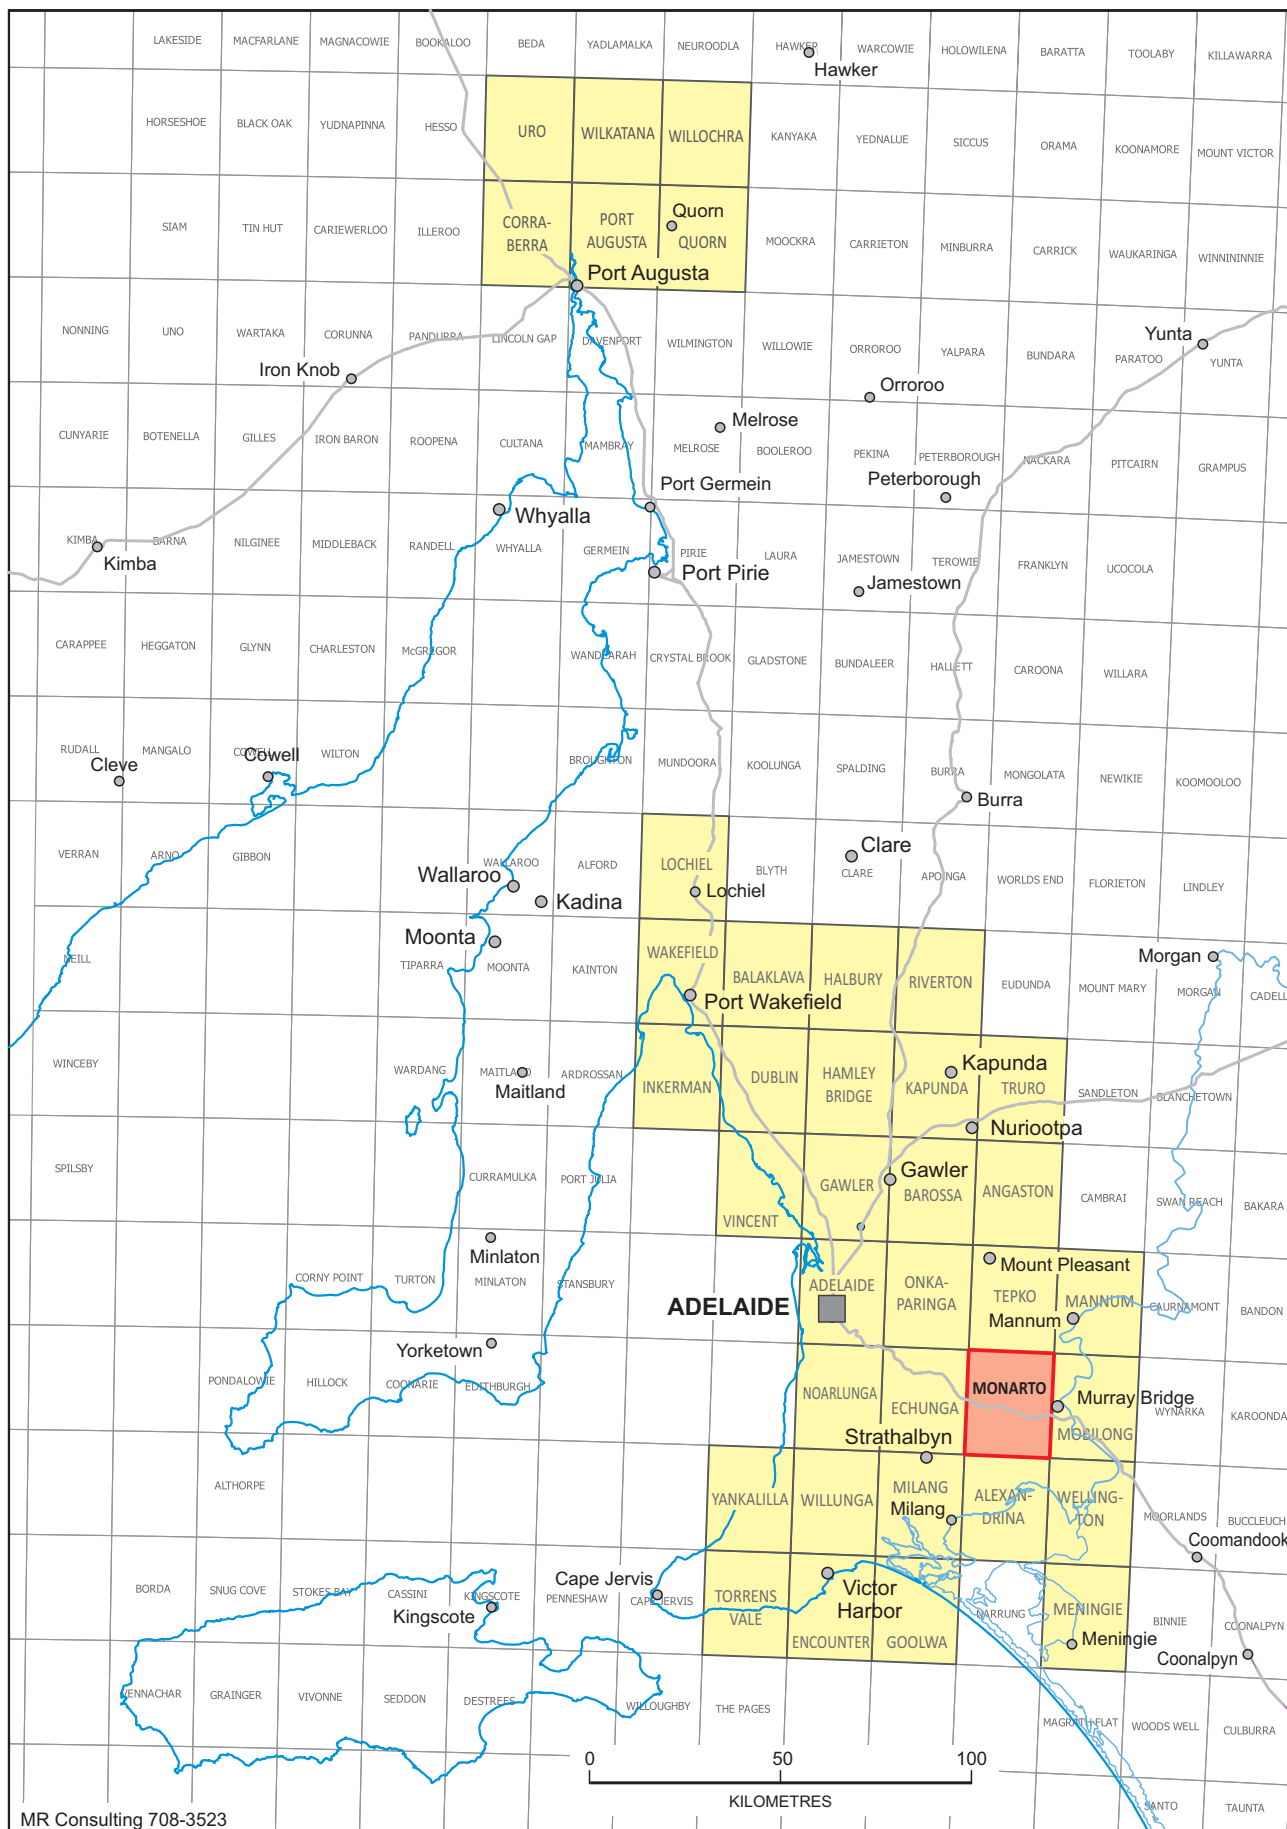 LAKESIDE
MACFARLANE
MAGNACOWIE
BOOKALOO
BEDA
YADLAMALKA
NEUROODLA
HAWKER
WARCOWIE
HOLOWILENA
BARATTA
TOOLABY
KILLAWARRA
Hawker
HORSESHOE
BLACK OAK
YUDNAPINNA
HESSO
URO
WILKATANA
WILLOCHRA
KANYAKA
YEDNALUE
SICCUS
ORAMA
KOONAMORE
MOUNT VICTOR
SIAM
TIN HUT
CARIEWERLOO
ILLEROO
CORRA-
BERRA
PORT
AUGUSTA
Quorn
QUORN
MOOCKRA
CARRIETON
MINBURRA
CARRICK
WAUKARINGA
WINNININNIE
Port Augusta
NONNING
UNO
WARTAKA
CORUNNA
PANDURRA
LINCOLN GAP
DAVENPORT
WILMINGTON
WILLOWIE
ORROROO
YALPARA
BUNDARA
PARATOO
YUNTA
Yunta
Iron Knob
Orroroo
CUNYARIE
BOTENELLA
GILLES
IRON BARON
ROOPENA
CULTANA
MAMBRAY
MELROSE
Melrose
BOOLEROO
PEKINA
PETERBOROUGH
NACKARA
PITCAIRN
GRAMPUS
Peterborough
Port Germein
Whyalla
KIMBA
Kimba
BARNA
NILGINEE
MIDDLEBACK
RANDELL
WHYALLA
GERMEIN
PIRIE
Port Pirie
LAURA
JAMESTOWN
Jamestown
TEROWIE
FRANKLYN
UCOCOLA
CARAPPEE
HEGGATON
GLYNN
CHARLESTON
McGREGOR
WANDEARAH
CRYSTAL BROOK
GLADSTONE
BUNDALEER
HALLETT
CAROONA
WILLARA
RUDALL
Cleve
MANGALO
COWELL
Cowell
WILTON
BROUGHTON
MUNDOORA
KOOLUNGA
SPALDING
BURRA
MONGOLATA
NEWIKIE
KOOMOOLOO
Burra
VERRAN
ARNO
GIBBON
WALLAROO
Wallaroo
ALFORD
Kadina
LOCHIEL
Lochiel
BLYTH
Clare
CLARE
APOINGA
WORLDS END
FLORIETON
LINDLEY
NEILL
Moonta
TIPARRA
MOONTA
KAINTON
WAKEFIELD
BALAKLAVA
HALBURY
RIVERTON
EUDUNDA
MOUNT MARY
Morgan
MORGAN
CADELL
Port Wakefield
WINCEBY
WARDANG
MAITLAND
Maitland
ARDROSSAN
INKERMAN
DUBLIN
HAMLEY
BRIDGE
Kapunda
KAPUNDA
TRURO
SANDLETON
BLANCHETOWN
Nuriootpa
SPILSBY
CURRAMULKA
PORT JULIA
VINCENT
GAWLER
Gawler
BAROSSA
ANGASTON
CAMBRAI
SWAN REACH
BAKARA
Minlaton
CORNY POINT
TURTON
MINLATON
STANSBURY
ADELAIDE
ADELAIDE
ONKA-
PARINGA
Mount Pleasant
TEPKO
MANNUM
Mannum
CAURNAMONT
BANDON
Yorketown
PONDALOWIE
HILLOCK
COONARIE
EDITHBURGH
NOARLUNGA
ECHUNGA
MONARTO
Murray Bridge
MOBILONG
WYNARKA
KAROONDA
Strathalbyn
ALTHORPE
YANKALILLA
WILLUNGA
MILANG
Milang
ALEXAN-
DRINA
WELLING-
TON
MOORLANDS
BUCCLEUCH
Coomandook
BORDA
SNUG COVE
STOKES BAY
CASSINI
KINGSCOTE
Kingscote
PENNESHAW
Cape Jervis
CAPE JERVIS
TORRENS
VALE
Victor
Harbor
ENCOUNTER
GOOLWA
NARRUNG
MENINGIE
Meningie
BINNIE
COONALPYN
Coonalpyn
VENNACHAR
GRAINGER
VIVONNE
SEDDON
DESTREES
WILLOUGHBY
THE PAGES
MAGRATH FLAT
WOODS WELL
CULBURRA
0
50
100
KILOMETRES
SANTO
TAUNTA
MR Consulting 708-3523